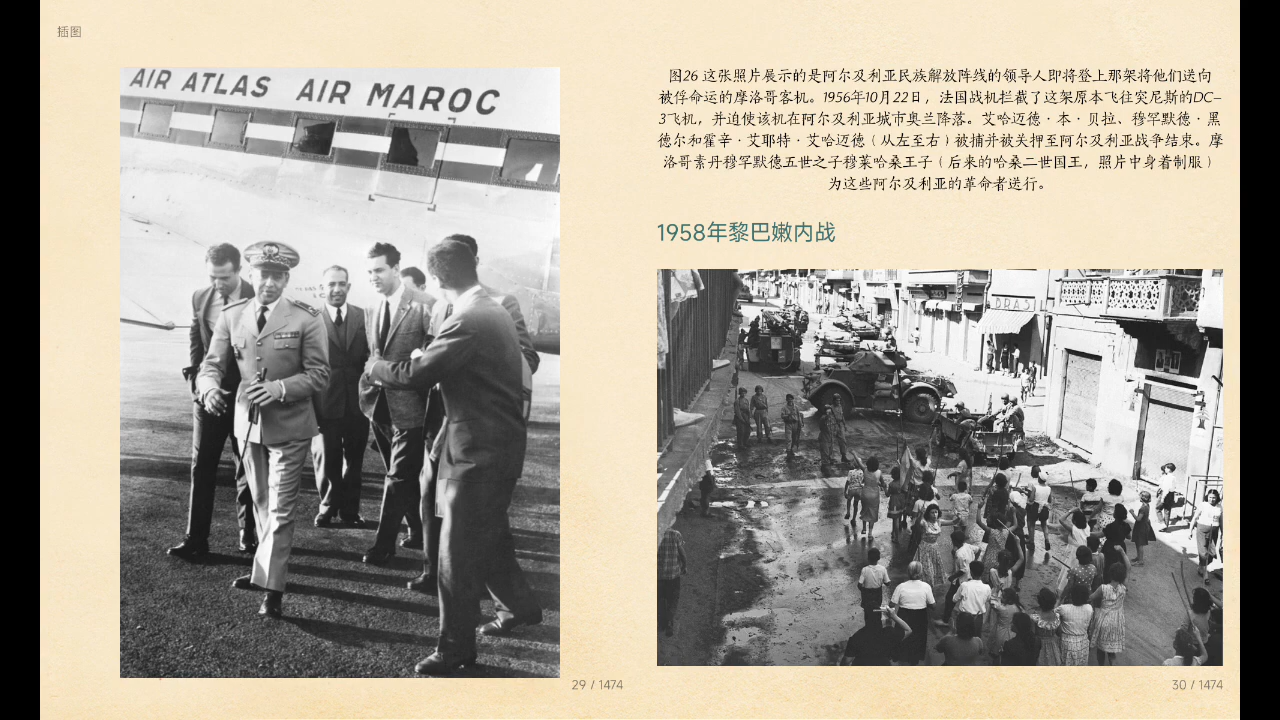 插图
AIR ATLAS AIR MAROC
29 / 1474
图26 这张照片展示的是阿尔及利亚民族解放阵线的领导人即将登上那架将他们送向
被俘命运的摩洛哥客机。1956年10月22日，法国战机拦截了这架原本飞往突尼斯的DC-
3飞机，并迫使该机在阿尔及利亚城市奥兰降落。艾哈迈德·本·贝拉、穆罕默德·黑
德尔和霍辛·艾耶特·艾哈迈德（从左至右）被捕并被关押至阿尔及利亚战争结束。摩
洛哥素丹穆罕默德五世之子穆莱哈桑王子（后来的哈桑二世国王，照片中身着制服）
为这些阿尔及利亚的革命者送行。
1958年黎巴嫩内战
BRAS
30 / 1474